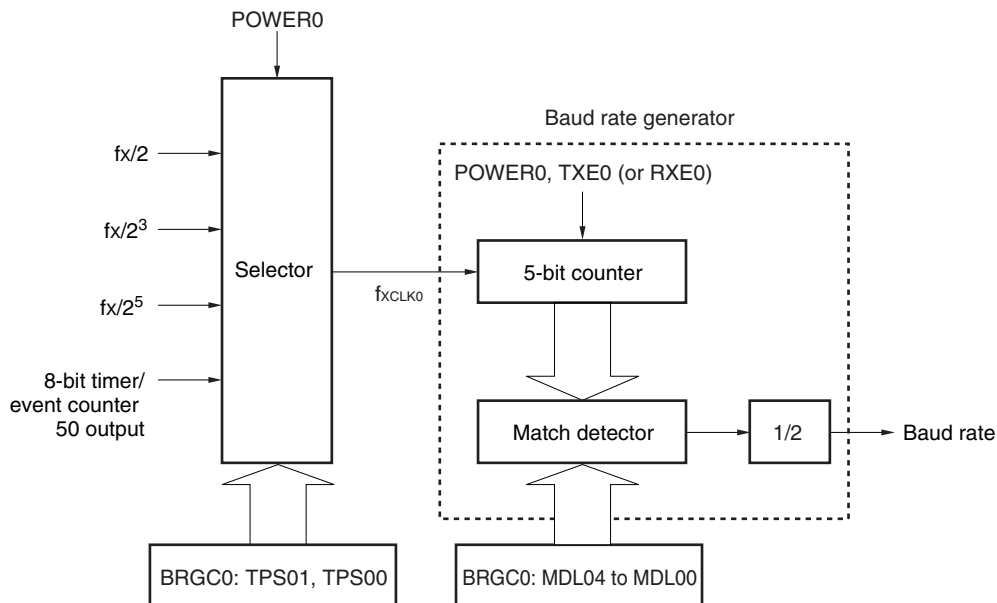 POWER0
Baud rate generator
fx/2
POWER0, TXE0 (or RXE0)
fx/2³
Selector
5-bit counter
fXCLK0
fx/2⁵
8-bit timer/
event counter
50 output
Match detector
1/2
Baud rate
BRGC0: TPS01, TPS00
BRGC0: MDL04 to MDL00